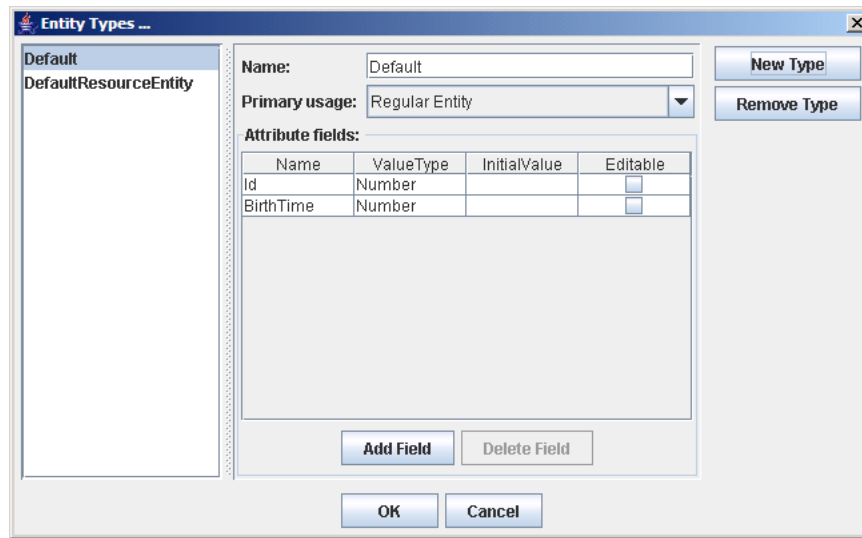 Entity Types ...
Default
DefaultResourceEntity
Name: Default
Primary usage: Regular Entity
Attribute fields:
Name ValueType InitialValue Editable
Id Number
BirthTime Number
Add Field Delete Field
New Type
Remove Type
OK Cancel